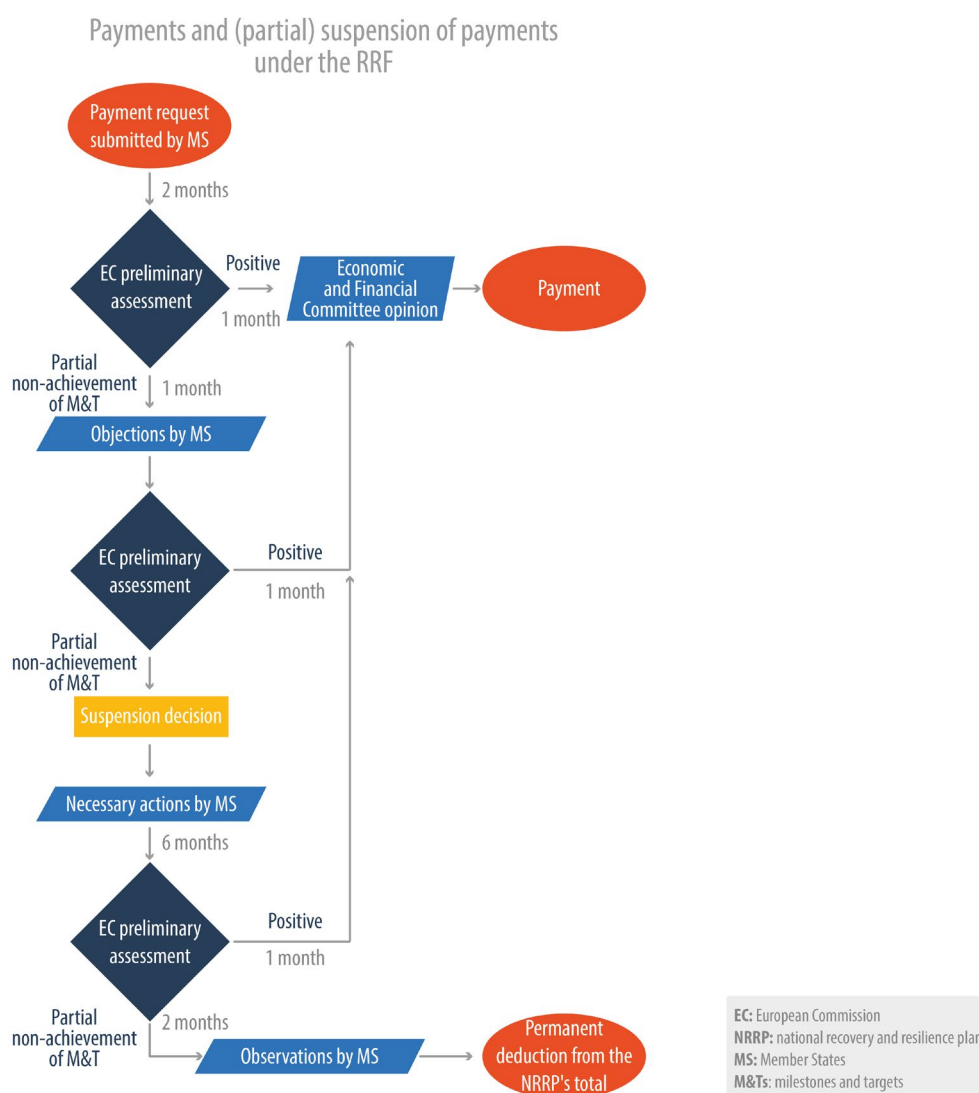 Payments and (partial) suspension of payments
under the RRF
Payment request
submitted by MS
2 months
EC preliminary
assessment
Positive
1 month
Economic
and Financial
Committee opinion
Payment
Partial
non-achievement
of M&T
1 month
Objections by MS
EC preliminary
assessment
Positive
1 month
Partial
non-achievement
of M&T
Suspension decision
Necessary actions by MS
6 months
EC preliminary
assessment
Positive
1 month
Partial
non-achievement
of M&T
2 months
Observations by MS
Permanent
deduction from the
NRRP's total
EC: European Commission
NRRP: national recovery and resilience plan
MS: Member States
M&Ts: milestones and targets